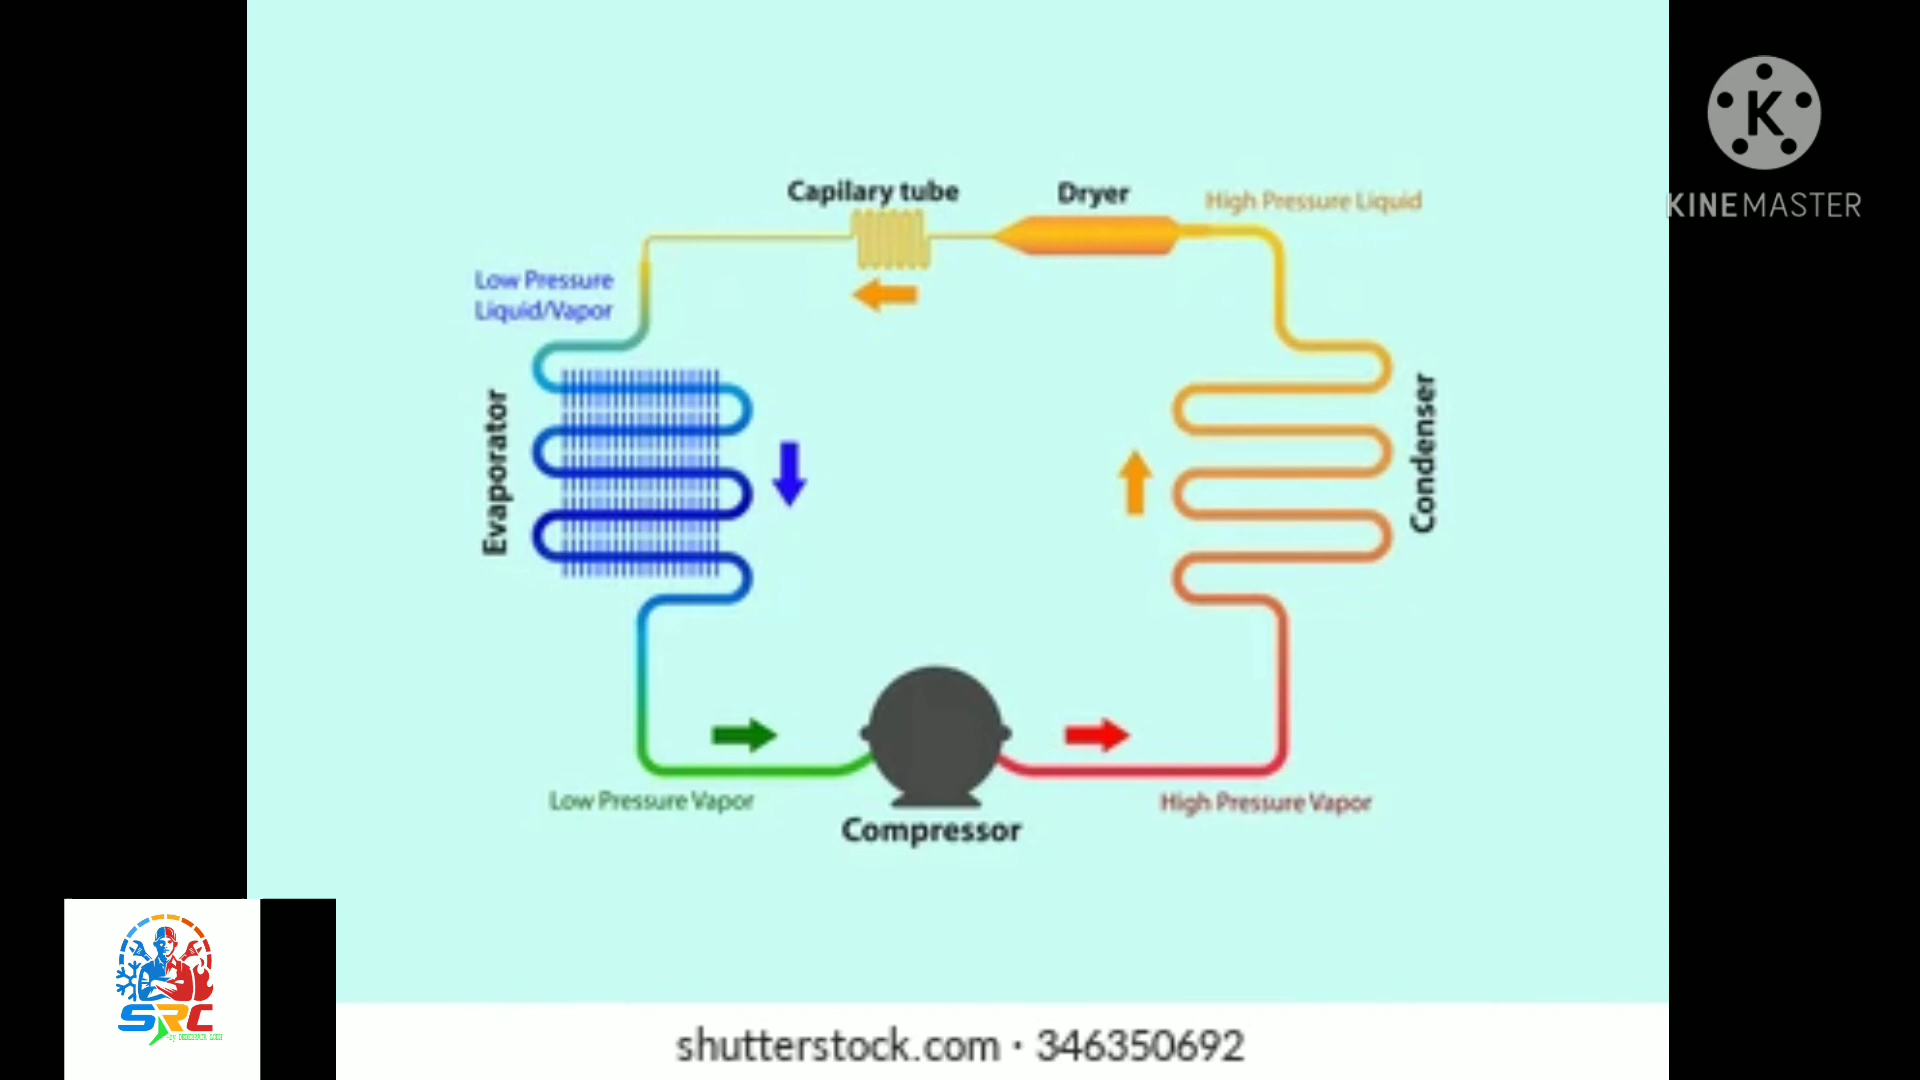 Capilary tube
Dryer
High Pressure Liquid
K
KINEMASTER
Low Pressure
Liquid/Vapor
Evaporator
Condenser
Low Pressure Vapor
High Pressure Vapor
Compressor
SRC
shutterstock.com · 346350692